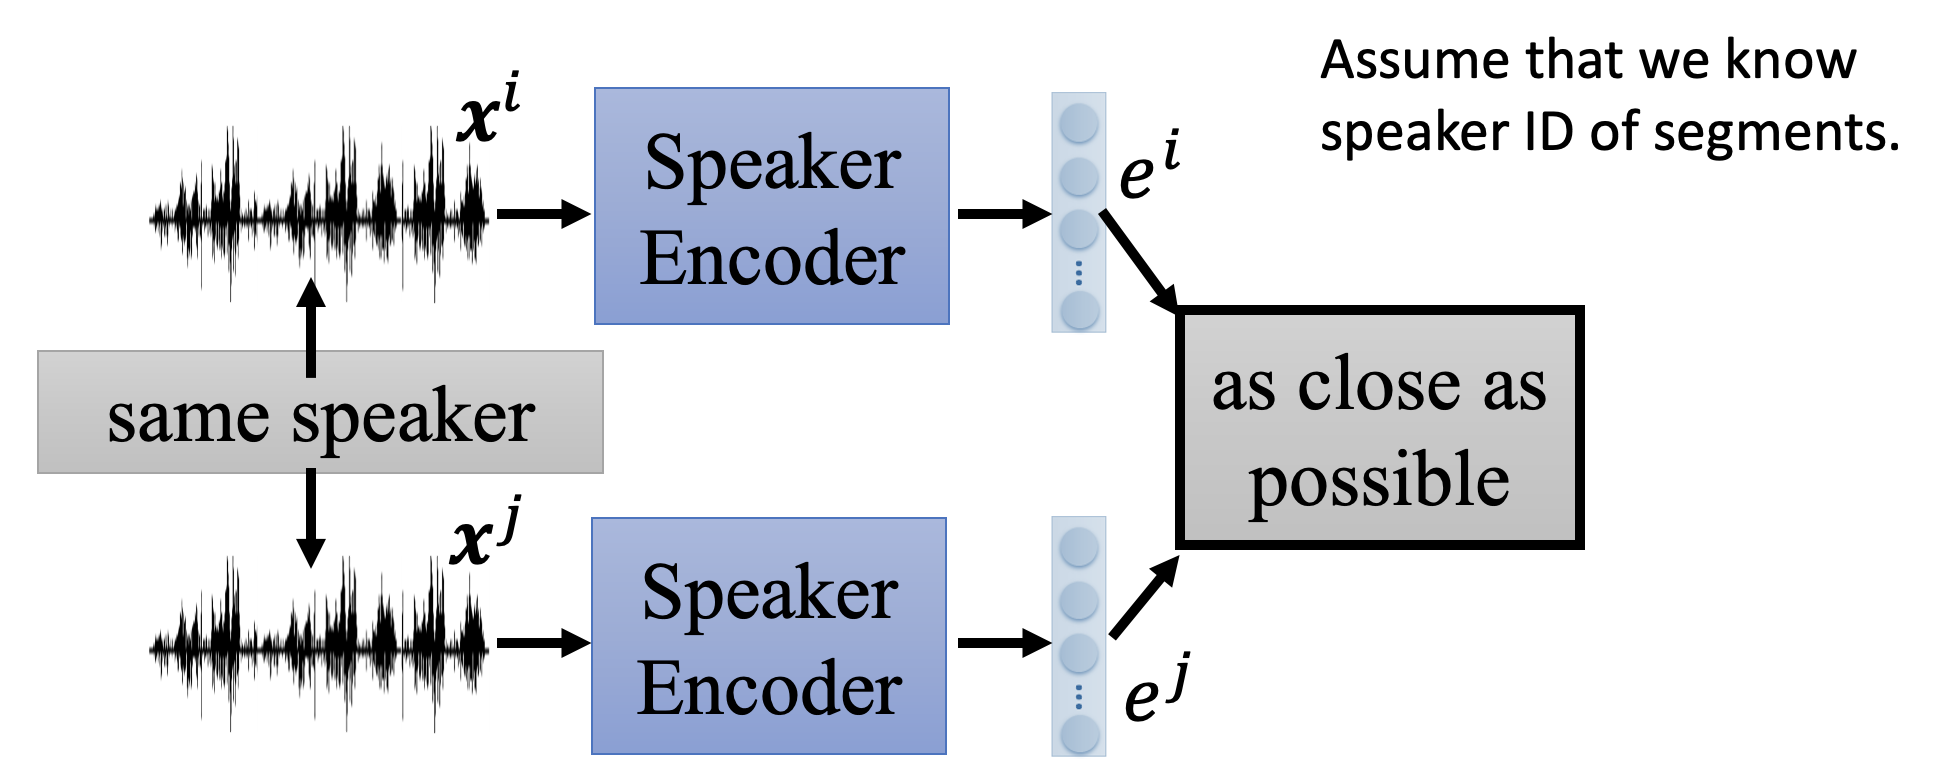 Assume that we know
speaker ID of segments.
x^i
Speaker
Encoder
e^i
same speaker
as close as
possible
x^j
Speaker
Encoder
e^j